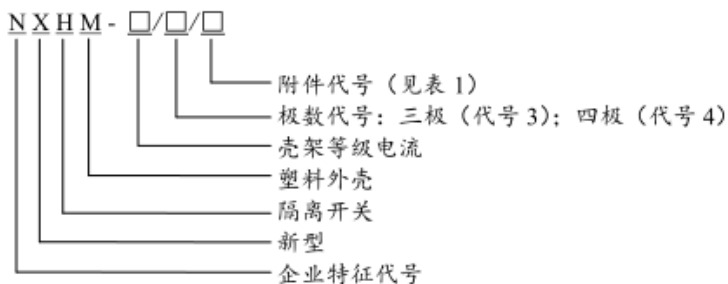 NXHM-□/□/□
附件代号（见表1）
极数代号：三极（代号3）；四极（代号4）
壳架等级电流
塑料外壳
隔离开关
新型
企业特征代号